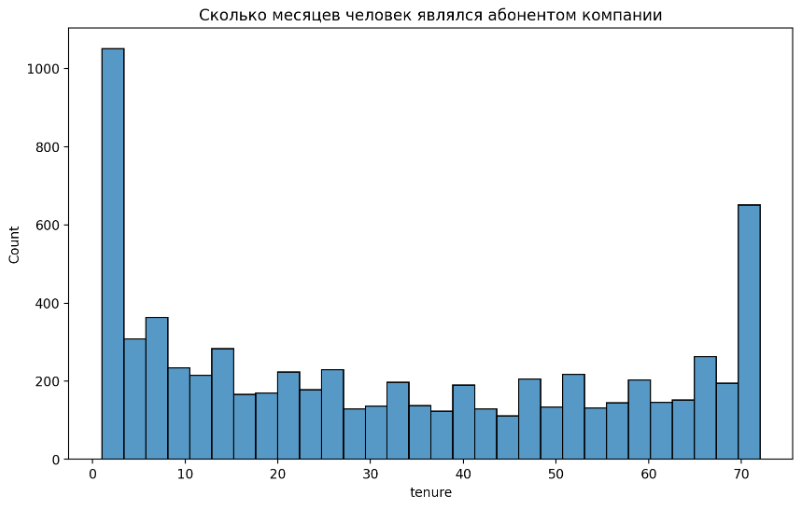 Сколько месяцев человек являлся абонентом компании
1000
800
600
400
200
0
Count
0 10 20 30 40 50 60 70
tenure